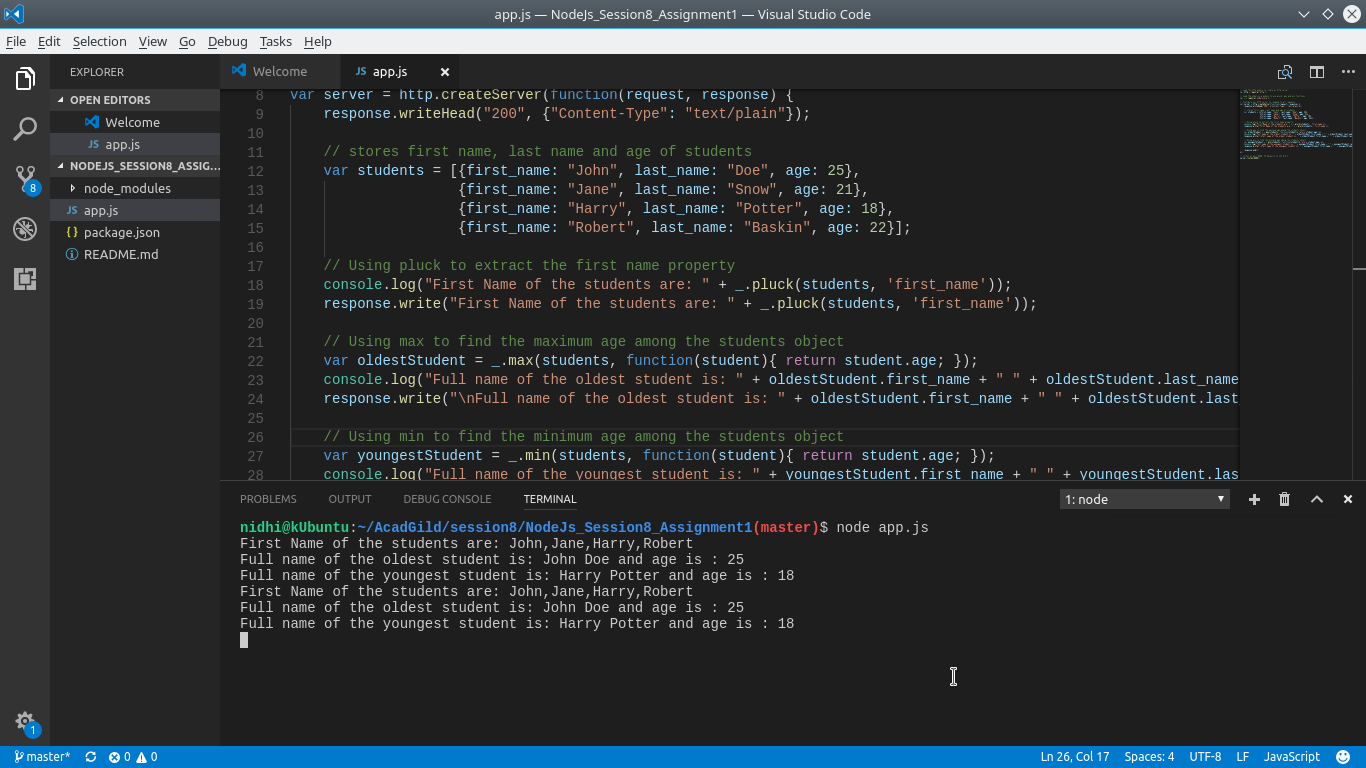 app.js — NodeJs_Session8_Assignment1 — Visual Studio Code
File Edit Selection View Go Debug Tasks Help
EXPLORER
OPEN EDITORS
Welcome
app.js
NODEJS_SESSION8_ASSIG...
node_modules
app.js
package.json
README.md
8
1
Welcome
JS app.js
8 var server = http.createServer(function(request, response) {
9 response.writeHead("200", {"Content-Type": "text/plain"});
10
11 // stores first name, last name and age of students
12 var students = [{first_name: "John", last_name: "Doe", age: 25},
13 {first_name: "Jane", last_name: "Snow", age: 21},
14 {first_name: "Harry", last_name: "Potter", age: 18},
15 {first_name: "Robert", last_name: "Baskin", age: 22}];
16
17 // Using pluck to extract the first name property
18 console.log("First Name of the students are: " + _.pluck(students, 'first_name'));
19 response.write("First Name of the students are: " + _.pluck(students, 'first_name'));
20
21 // Using max to find the maximum age among the students object
22 var oldestStudent = _.max(students, function(student){ return student.age; });
23 console.log("Full name of the oldest student is: " + oldestStudent.first_name + " " + oldestStudent.last_name
24 response.write("\nFull name of the oldest student is: " + oldestStudent.first_name + " " + oldestStudent.last
25
26 // Using min to find the minimum age among the students object
27 var youngestStudent = _.min(students, function(student){ return student.age; });
28 console.log("Full name of the youngest student is: " + youngestStudent.first_name + " " + youngestStudent.las
PROBLEMS OUTPUT DEBUG CONSOLE TERMINAL 1: node
nidhi@kUbuntu:~/AcadGild/session8/NodeJs_Session8_Assignment1(master)$ node app.js
First Name of the students are: John,Jane,Harry,Robert
Full name of the oldest student is: John Doe and age is : 25
Full name of the youngest student is: Harry Potter and age is : 18
First Name of the students are: John,Jane,Harry,Robert
Full name of the oldest student is: John Doe and age is : 25
Full name of the youngest student is: Harry Potter and age is : 18
master* 0 0 Ln 26, Col 17 Spaces: 4 UTF-8 LF JavaScript